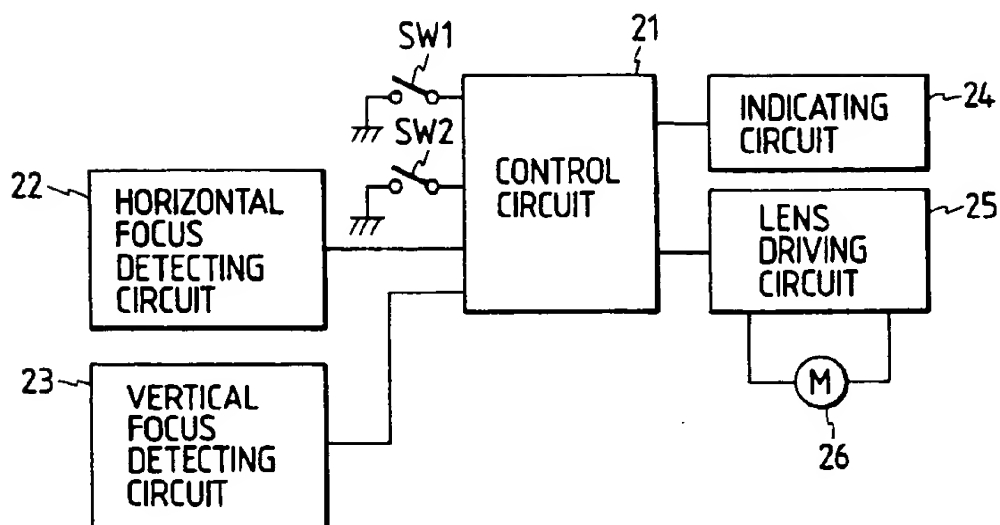 SW1
21
INDICATING
CIRCUIT
24
SW2
CONTROL
CIRCUIT
22
HORIZONTAL
FOCUS
DETECTING
CIRCUIT
LENS
DRIVING
CIRCUIT
25
23
VERTICAL
FOCUS
DETECTING
CIRCUIT
M
26